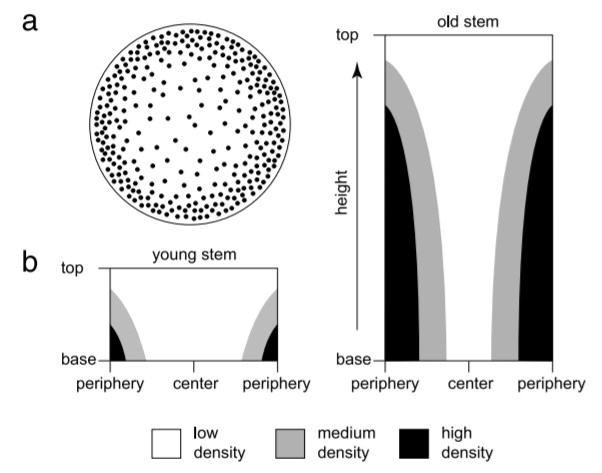 a
b
young stem
top
base
periphery center periphery
old stem
top
height
base
periphery center periphery
low
density
medium
density
high
density